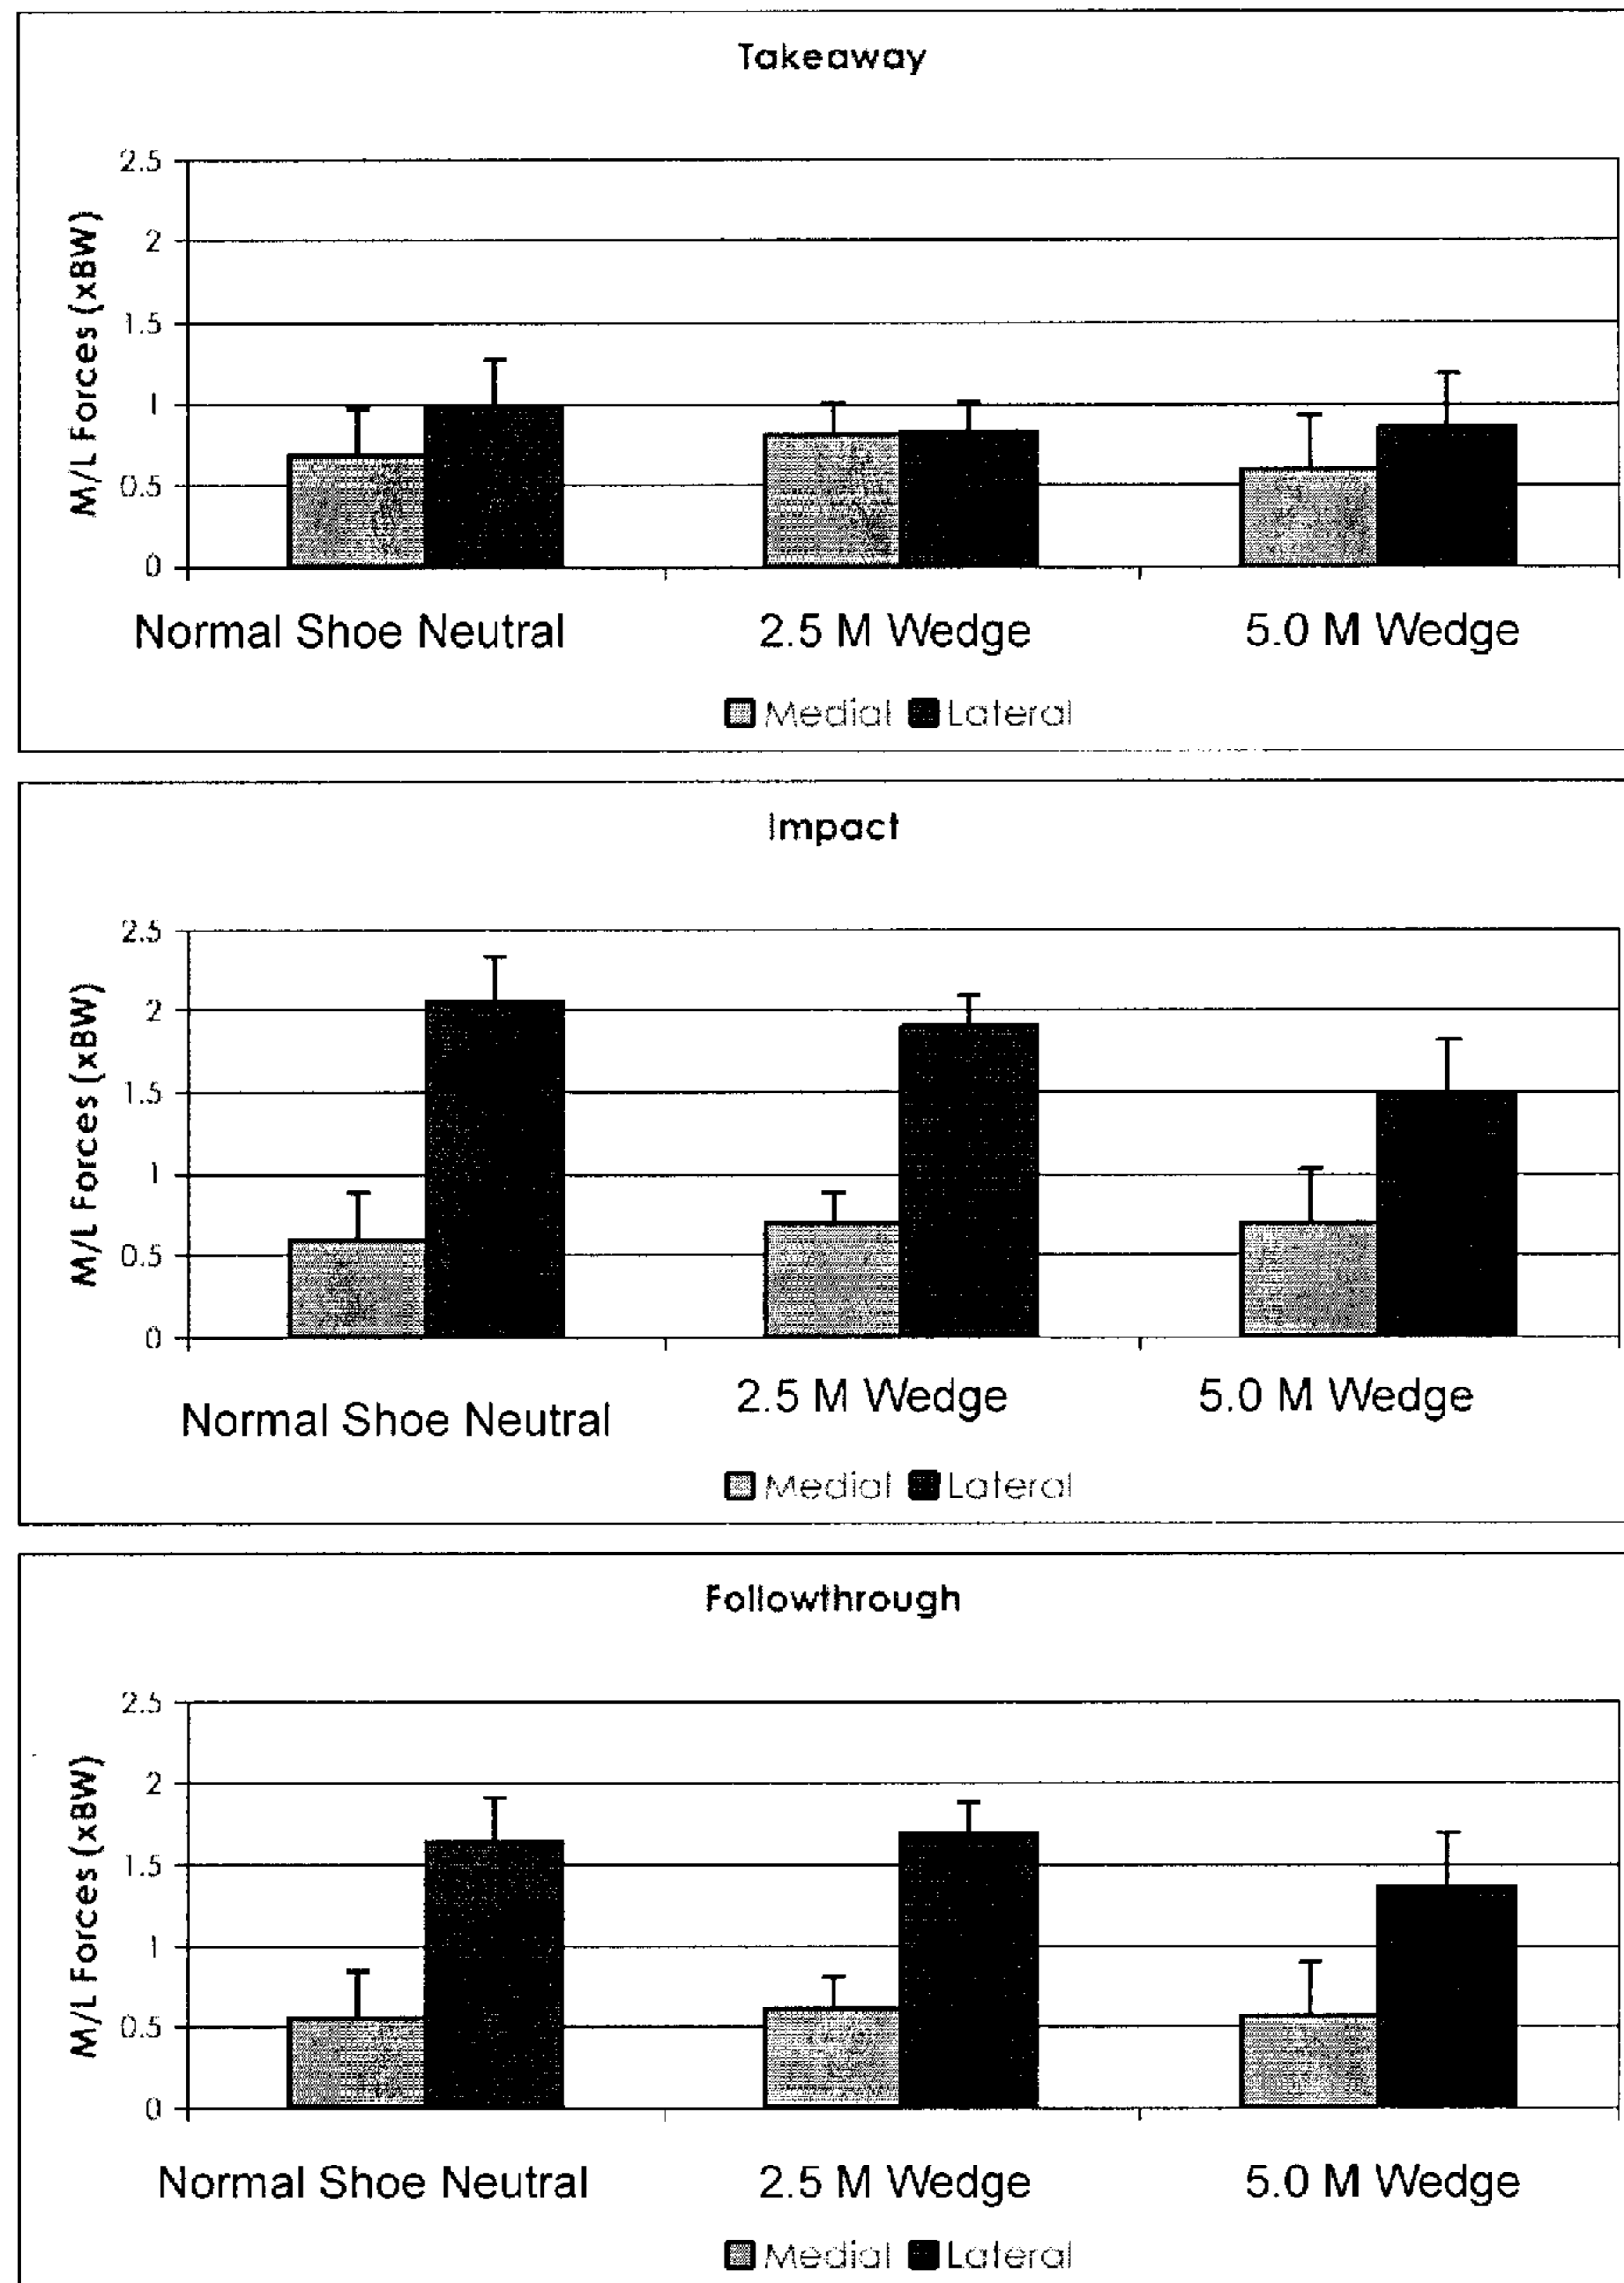 Takeaway
M/L Forces (xBW)
2.5
2
1.5
1
0.5
0
Normal Shoe Neutral 2.5 M Wedge 5.0 M Wedge
Medial Lateral
Impact
M/L Forces (xBW)
2.5
2
1.5
1
0.5
0
Normal Shoe Neutral 2.5 M Wedge 5.0 M Wedge
Medial Lateral
Followthrough
M/L Forces (xBW)
2.5
2
1.5
1
0.5
0
Normal Shoe Neutral 2.5 M Wedge 5.0 M Wedge
Medial Lateral